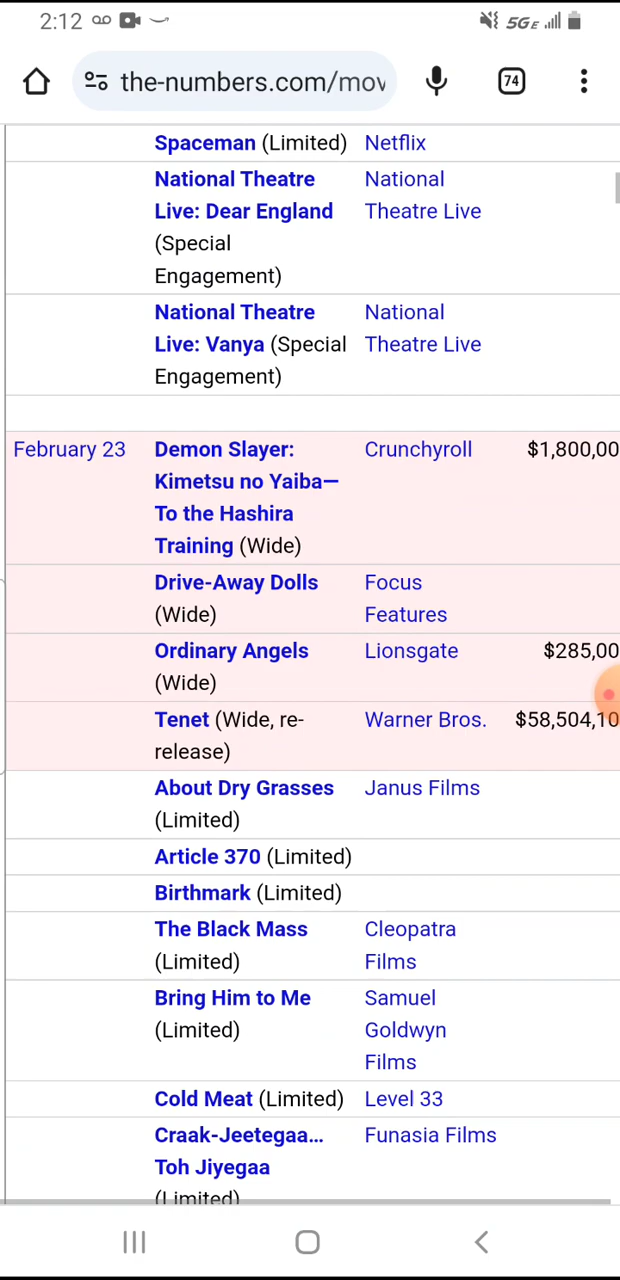 2:12 5GE
the-numbers.com/mov 74
Spaceman (Limited) Netflix
National Theatre National
Live: Dear England Theatre Live
(Special
Engagement)
National Theatre National
Live: Vanya (Special Theatre Live
Engagement)
February 23 Demon Slayer: Crunchyroll $1,800,00
Kimetsu no Yaiba—
To the Hashira
Training (Wide)
Drive-Away Dolls Focus
(Wide) Features
Ordinary Angels Lionsgate $285,00
(Wide)
Tenet (Wide, re- Warner Bros. $58,504,10
release)
About Dry Grasses Janus Films
(Limited)
Article 370 (Limited)
Birthmark (Limited)
The Black Mass Cleopatra
(Limited) Films
Bring Him to Me Samuel
(Limited) Goldwyn
Films
Cold Meat (Limited) Level 33
Craak-Jeetegaa… Funasia Films
Toh Jiyegaa
(Limited)